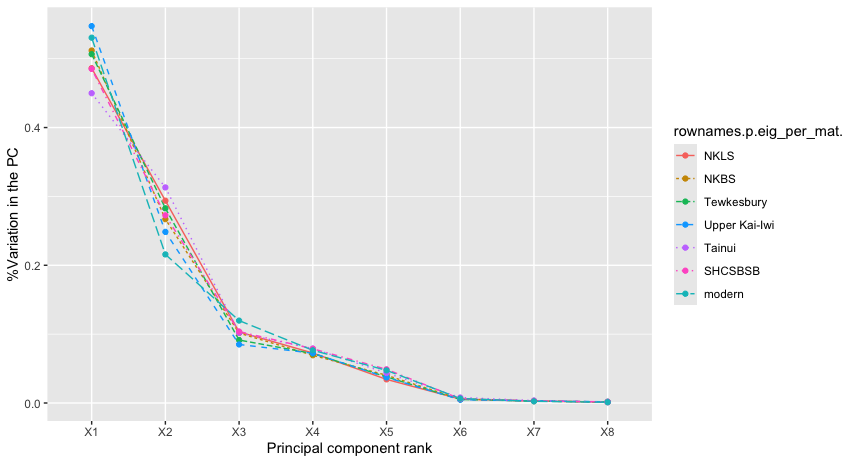 %Variation in the PC
0.4
0.2
0.0
X1 X2 X3 X4 X5 X6 X7 X8
Principal component rank
rownames.p.eig_per_mat.
NKLS
NKBS
Tewkesbury
Upper Kai-Iwi
Tainui
SHCSBSB
modern